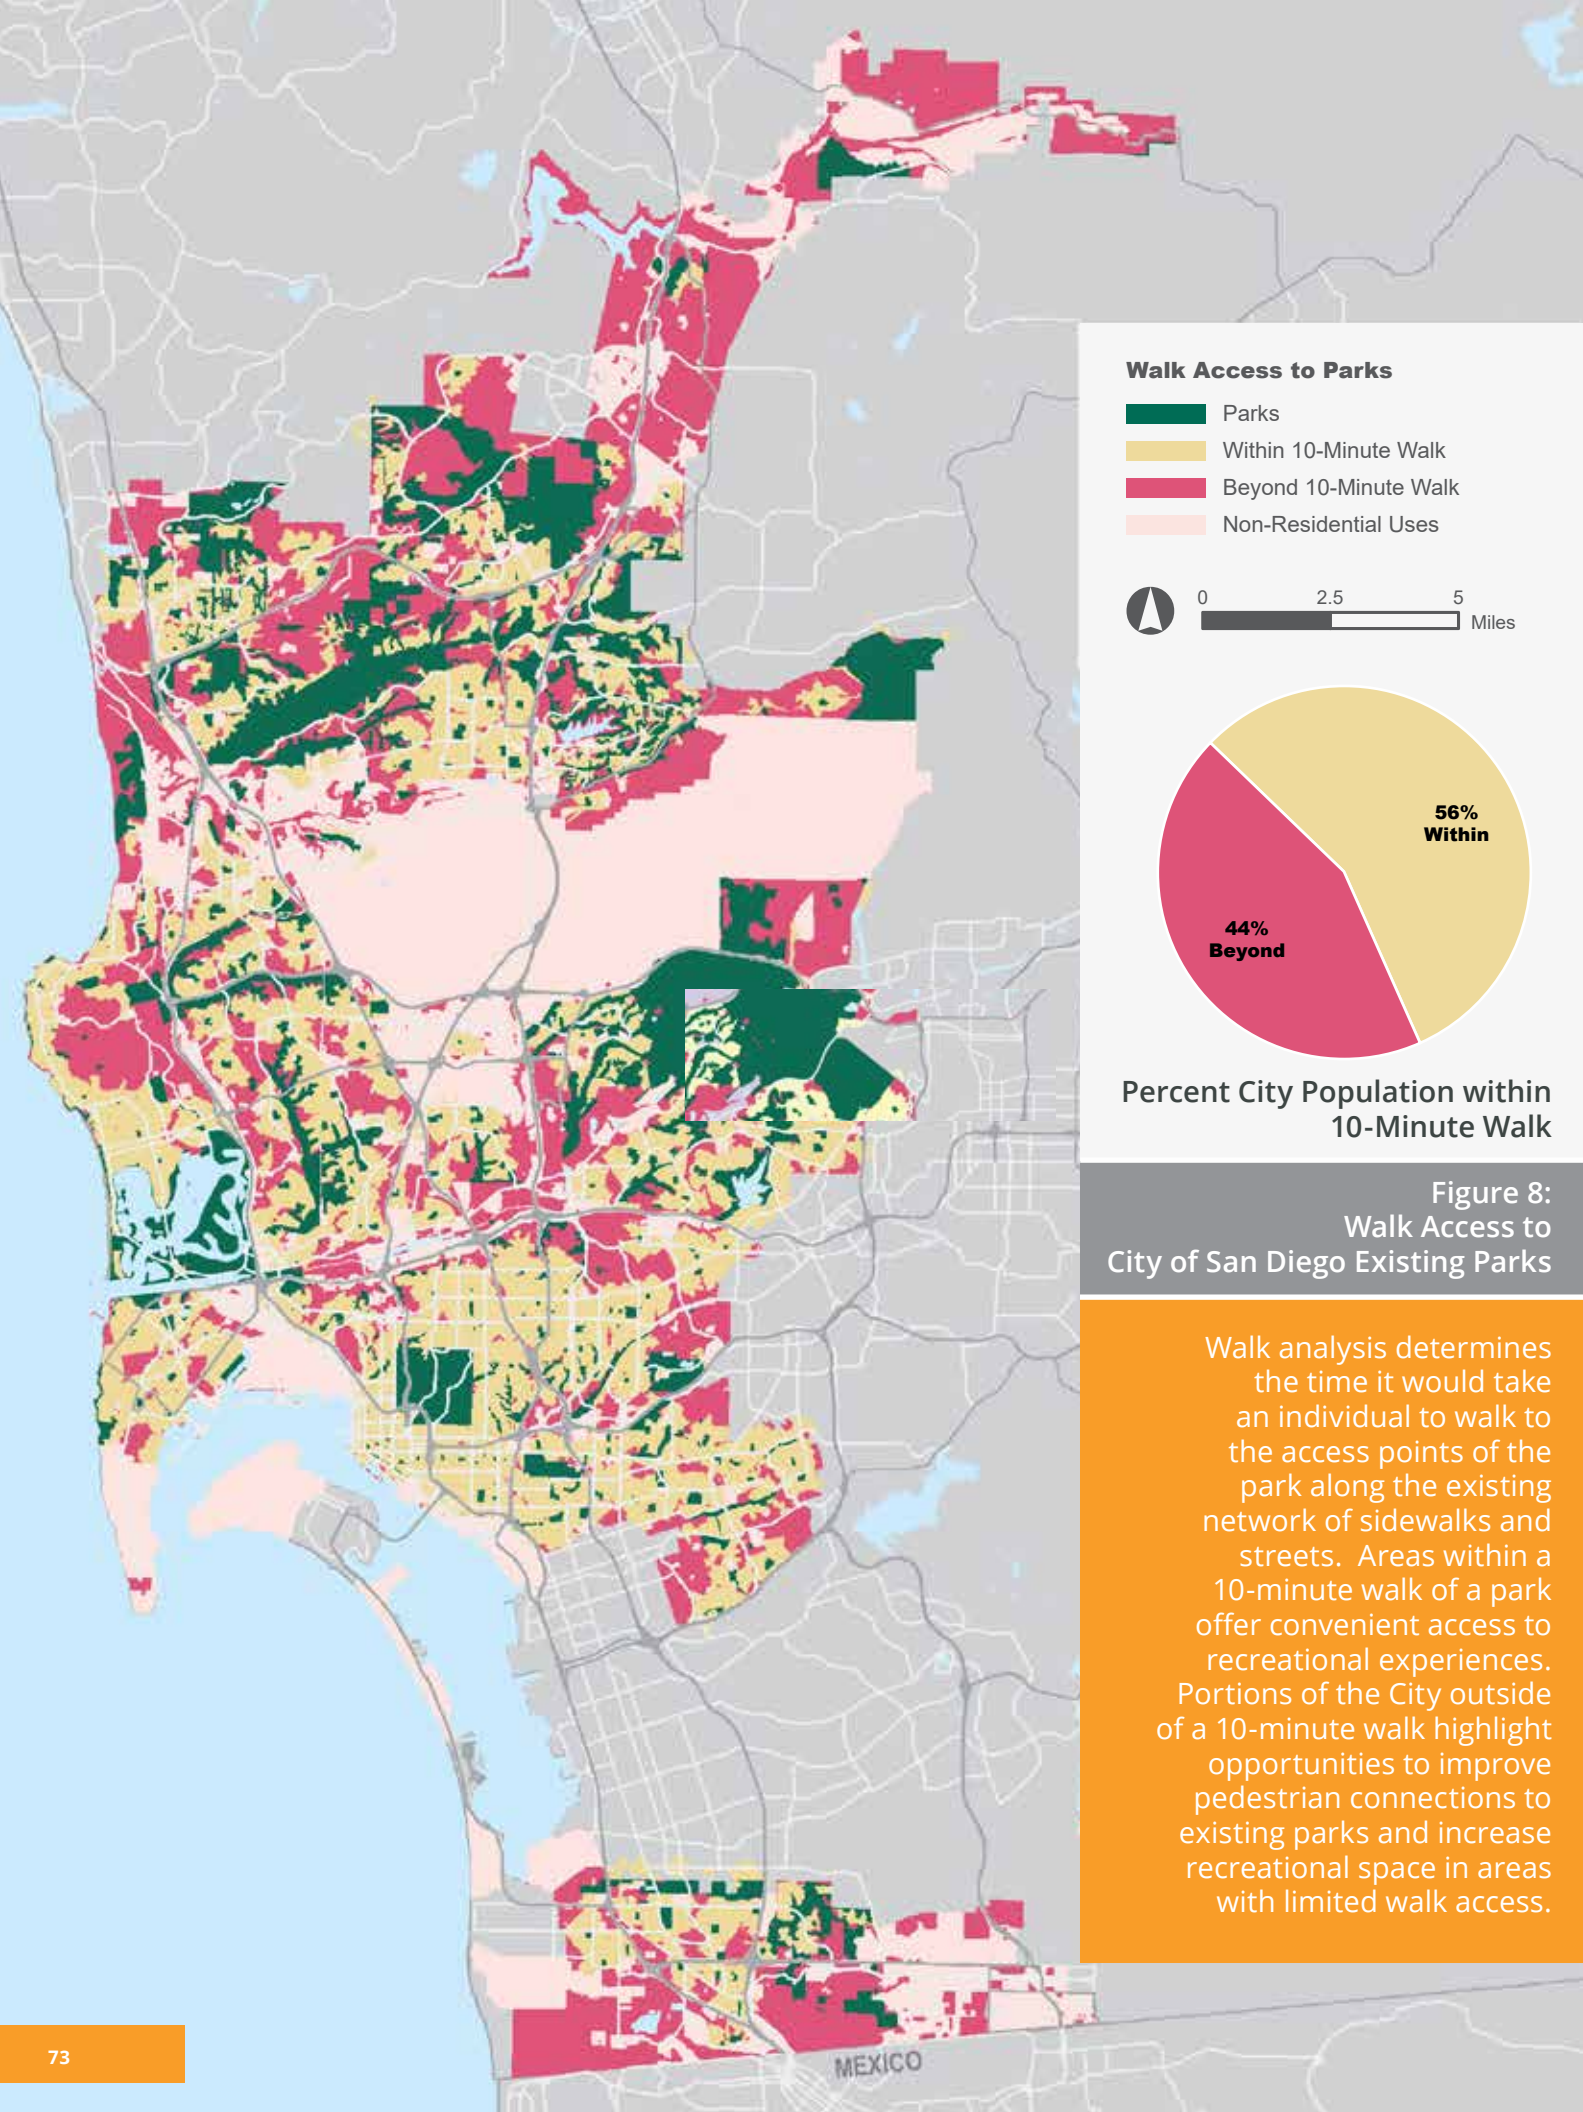 Walk Access to Parks
Parks
Within 10-Minute Walk
Beyond 10-Minute Walk
Non-Residential Uses
0 2.5 5
Miles
56%
Within
44%
Beyond
Percent City Population within
10-Minute Walk
Figure 8:
Walk Access to
City of San Diego Existing Parks
Walk analysis determines
the time it would take
an individual to walk to
the access points of the
park along the existing
network of sidewalks and
streets.  Areas within a
10-minute walk of a park
offer convenient access to
recreational experiences.
Portions of the City outside
of a 10-minute walk highlight
opportunities to improve
pedestrian connections to
existing parks and increase
recreational space in areas
with limited walk access.
MEXICO
73